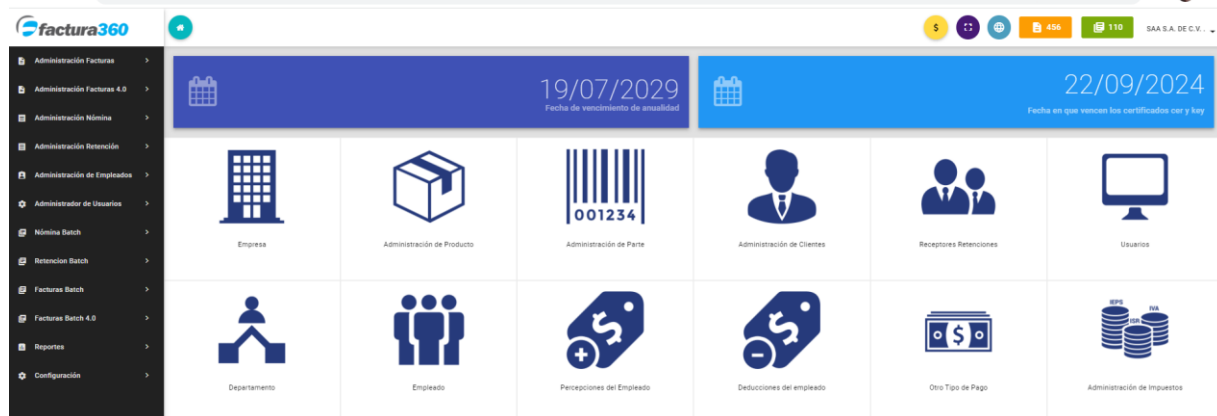 factura360
$
456
110
SAA S.A. DE C.V. .
Administración Facturas
Administración Facturas 4.0
Administración Nómina
Administración Retención
Administración de Empleados
Administrador de Usuarios
Nómina Batch
Retencion Batch
Facturas Batch
Facturas Batch 4.0
Reportes
Configuración
19/07/2029
Fecha de vencimiento de anualidad
22/09/2024
Fecha en que vencen los certificados cer y key
001234
Empresa
Administración de Producto
Administración de Parte
Administración de Clientes
Receptores Retenciones
Usuarios
$
$
$
IEPS
IVA
ISR
Departamento
Empleado
Percepciones del Empleado
Deducciones del empleado
Otro Tipo de Pago
Administración de Impuestos